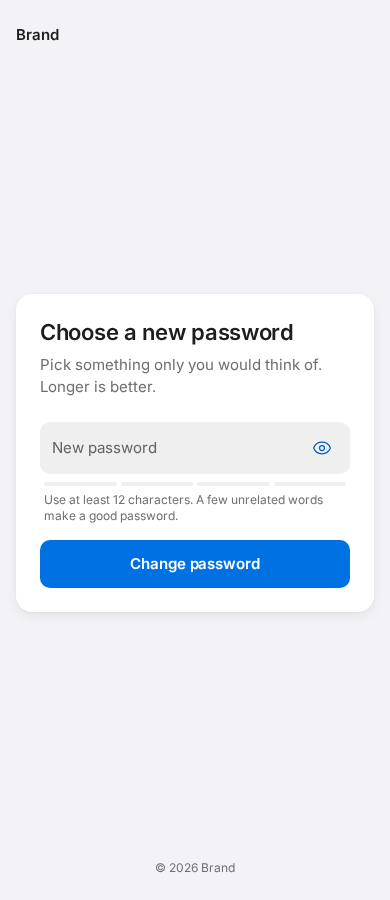 Brand
Choose a new password
Pick something only you would think of.
Longer is better.
New password
Use at least 12 characters. A few unrelated words
make a good password.
Change password
© 2026 Brand